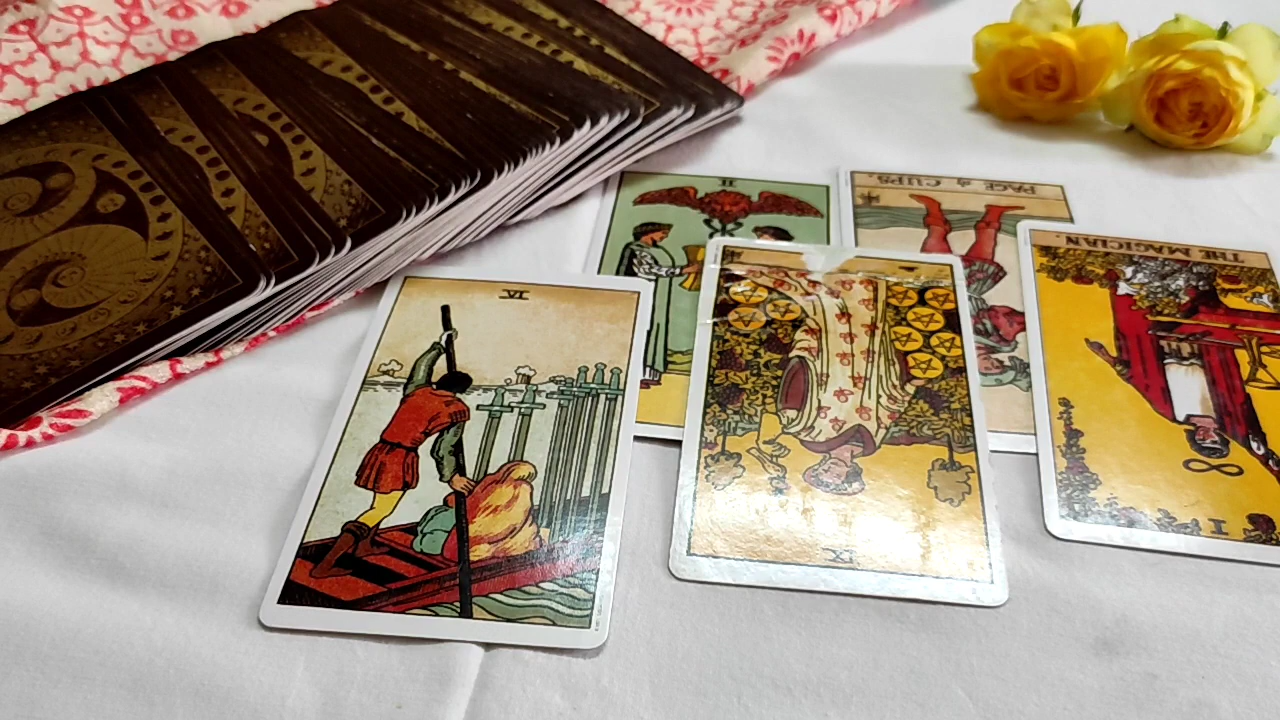 II
PAGE of CUPS.
THE MAGICIAN.
VI
IX
I